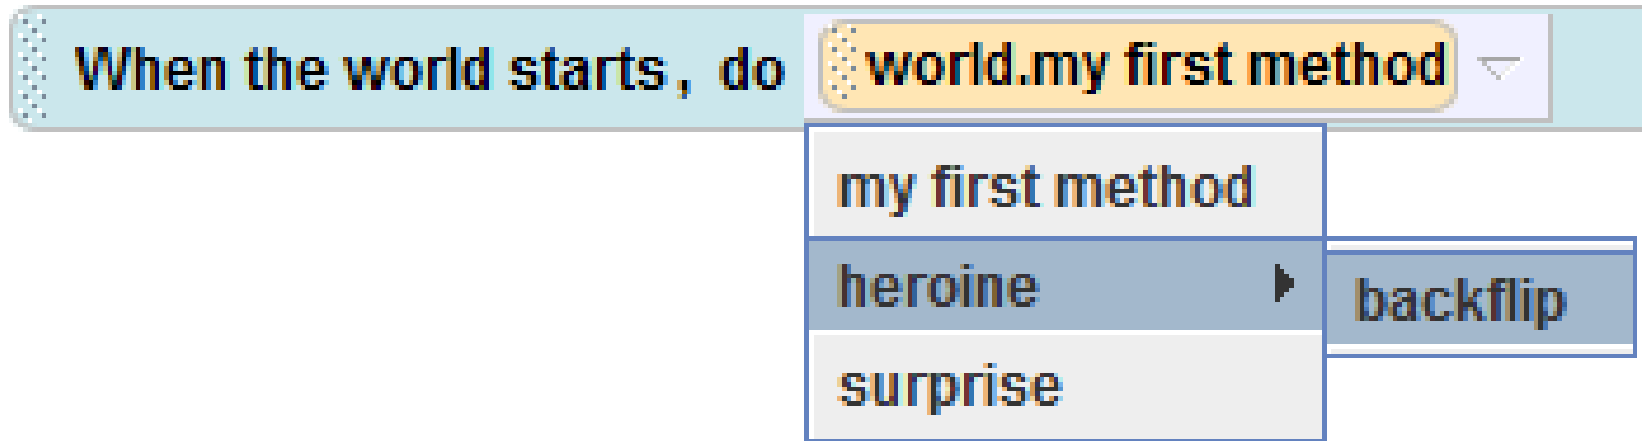 When the world starts, do world.my first method
my first method
heroine
backflip
surprise